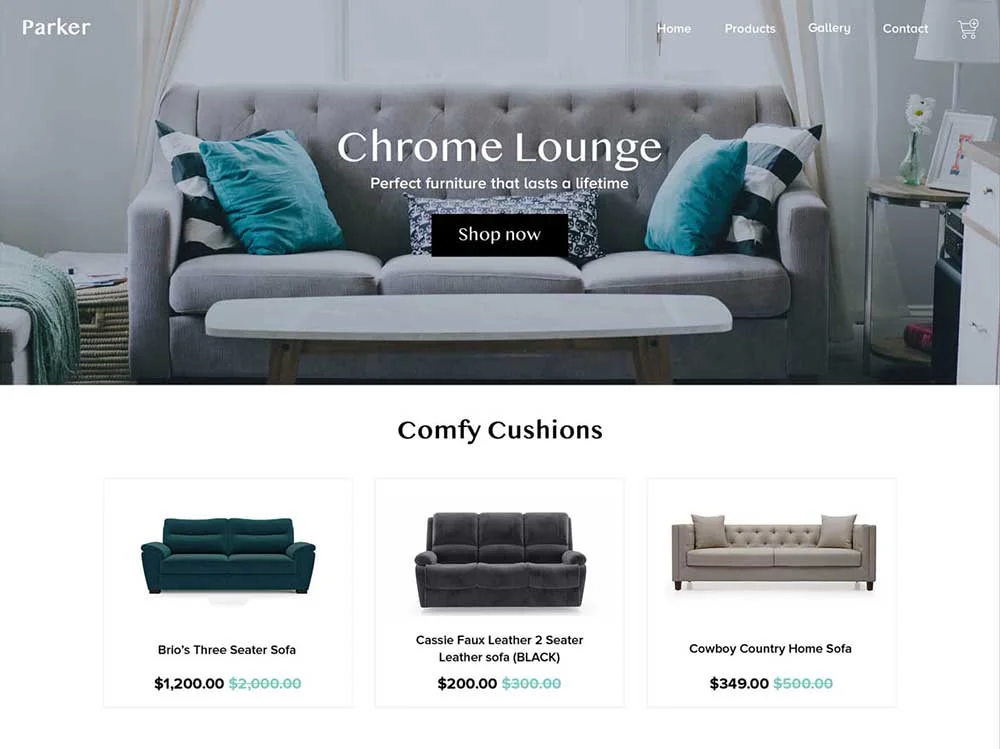 Parker
Home Products Gallery Contact
Chrome Lounge
Perfect furniture that lasts a lifetime
Shop now
Comfy Cushions
Brio's Three Seater Sofa
$1,200.00 $2,000.00
Cassie Faux Leather 2 Seater
Leather sofa (BLACK)
$200.00 $300.00
Cowboy Country Home Sofa
$349.00 $500.00